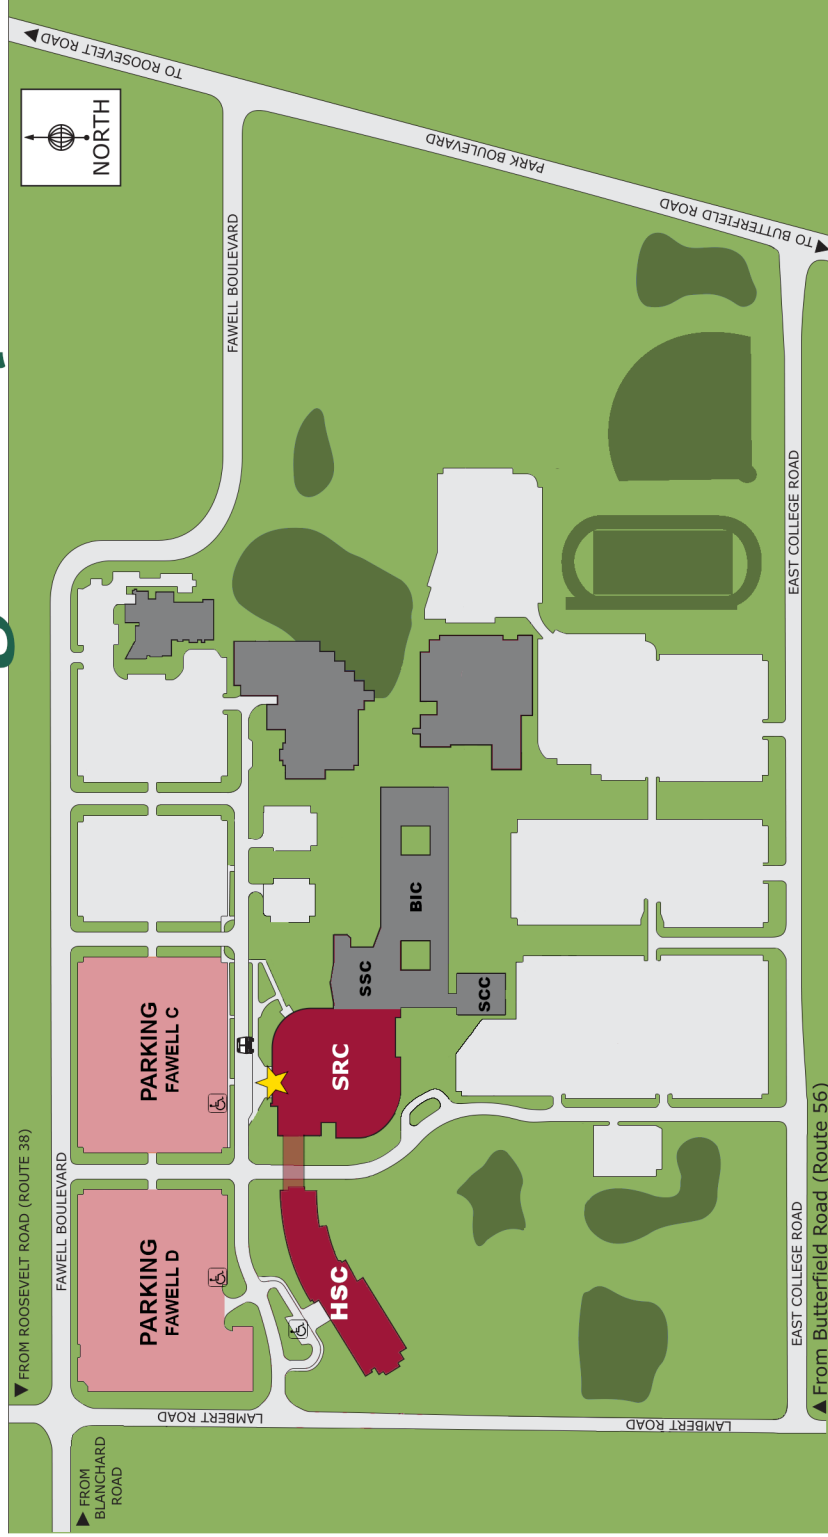 TO ROOSEVELT ROAD
NORTH
PARK BOULEVARD
TO BUTTERFIELD ROAD
FAWELL BOULEVARD
EAST COLLEGE ROAD
BIC
SSC
SCC
SRC
PARKING
FAWELL C
PARKING
FAWELL D
HSC
FROM ROOSEVELT ROAD (ROUTE 38)
FAWELL BOULEVARD
EAST COLLEGE ROAD
From Butterfield Road (Route 56)
LAMBERT ROAD
LAMBERT ROAD
FROM
BLANCHARD
ROAD